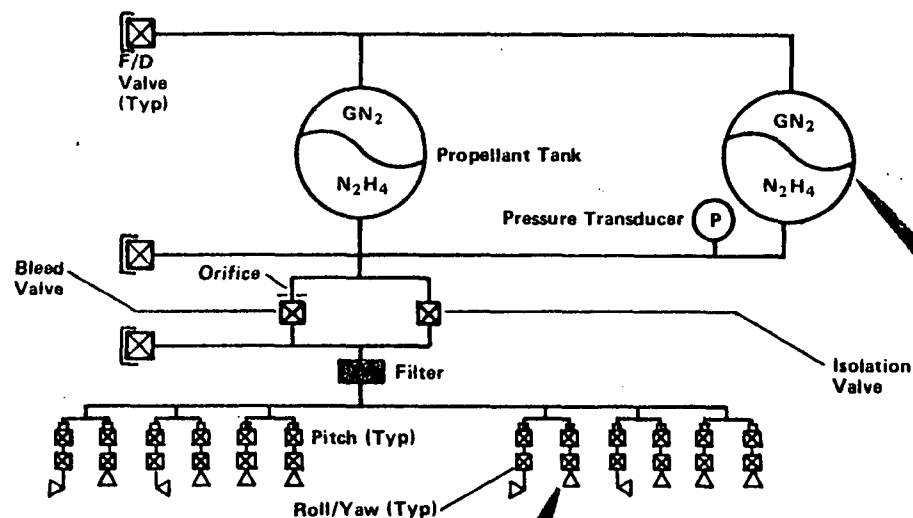 F/D
Valve
(Typ)
GN₂
N₂H₄
Propellant Tank
GN₂
N₂H₄
Pressure Transducer
P
Bleed
Valve
Orifice
Isolation
Valve
Filter
Pitch (Typ)
Roll/Yaw (Typ)